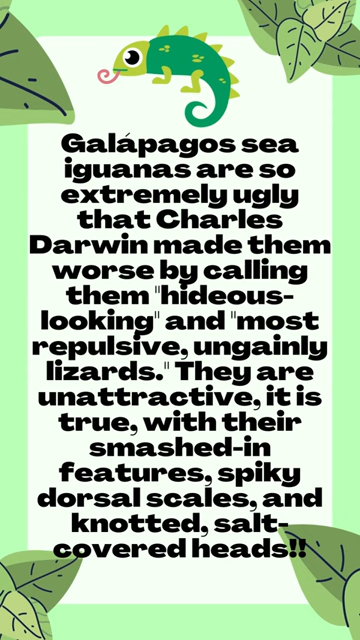 Galápagos sea
iguanas are so
extremely ugly
that Charles
Darwin made them
worse by calling
them "hideous-
looking" and "most
repulsive, ungainly
lizards." They are
unattractive, it is
true, with their
smashed-in
features, spiky
dorsal scales, and
knotted, salt-
covered heads!!